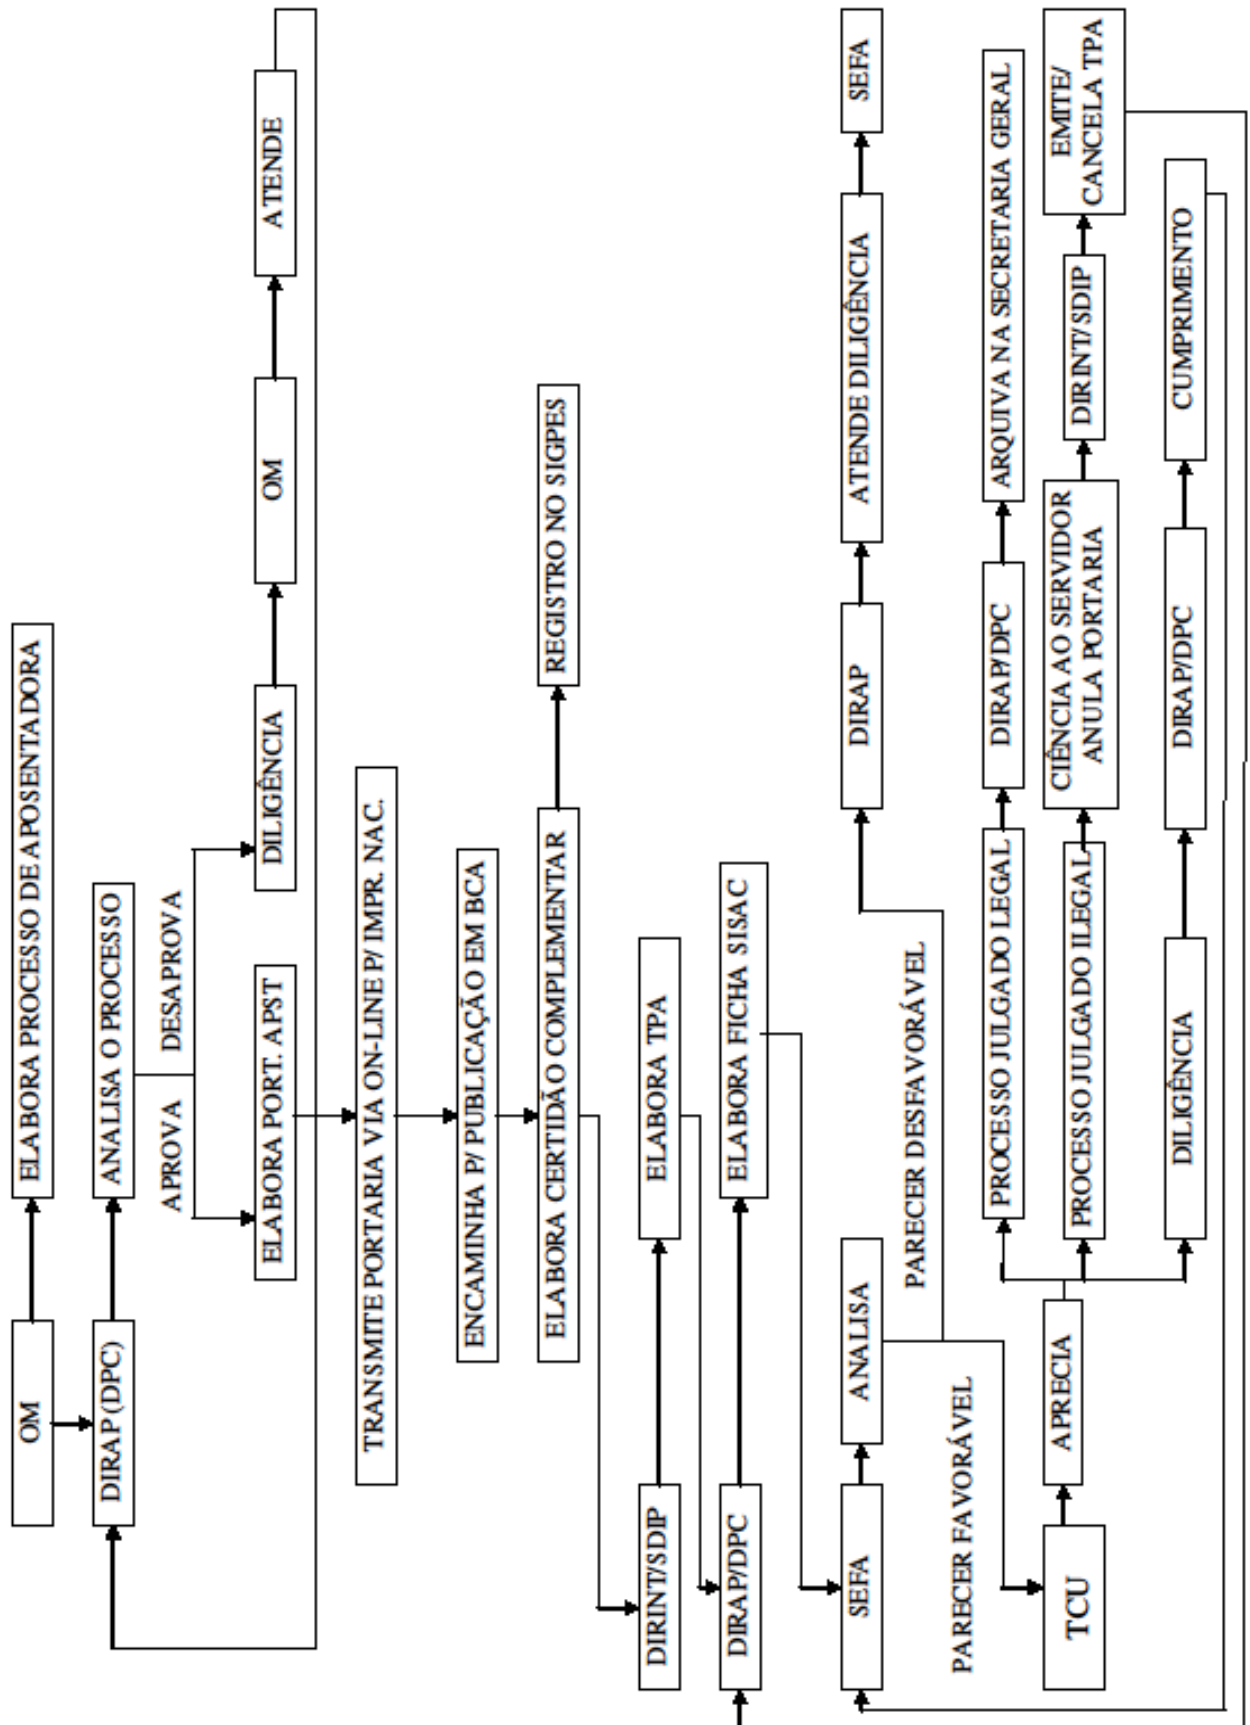 OM
ELABORA PROCESSO DE APOSENTADORA
DIRAP (DPC)
ANALISA O PROCESSO
APROVA
DESAPROVA
ELABORA PORT. APST
DILIGÊNCIA
OM
ATENDE
TRANSMITE PORTARIA VIA ON-LINE P/ IMPR. NAC.
ENCAMINHA P/ PUBLICAÇÃO EM BCA
ELABORA CERTIDÃO COMPLEMENTAR
REGISTRO NO SIGPES
DIRINT/SDIP
ELABORA TPA
DIRAP/DPC
ELABORA FICHA SISAC
SEFA
ANALISA
DIRAP
ATENDE DILIGÊNCIA
SEFA
PARECER FAVORÁVEL
PARECER DESFAVORÁVEL
TCU
APRECIA
PROCESSO JULGADO LEGAL
DIRAP/DPC
ARQUIVA NA SECRETARIA GERAL
PROCESSO JULGADO ILEGAL
CIÊNCIA AO SERVIDOR
ANULA PORTARIA
DIRINT/SDIP
EMITE/
CANCELA TPA
DILIGÊNCIA
DIRAP/DPC
CUMPRIMENTO